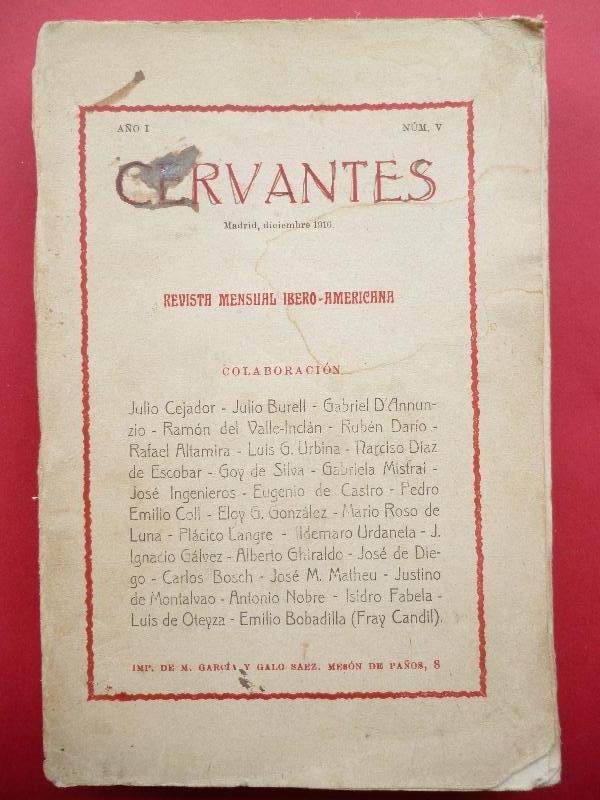 AÑO I NÚM. V
CERVANTES
Madrid, diciembre 1916.
REVISTA MENSUAL IBERO-AMERICANA
COLABORACIÓN
Julio Cejador - Julio Burell - Gabriel D'Annun-
zio - Ramón del Valle-Inclán - Rubén Darío -
Rafael Altamira - Luis G. Urbina - Narciso Díaz
de Escobar - Goy de Silva - Gabriela Mistral -
José Ingenieros - Eugenio de Castro - Pedro
Emilio Coll - Eloy G. González - Mario Roso de
Luna - Plácico Langre - Ildemaro Urdaneta - J.
Ignacio Gálvez - Alberto Ghiraldo - José de Die-
go - Carlos Bosch - José M. Matheu - Justino
de Montalvao - Antonio Nobre - Isidro Fabela -
Luis de Oteyza - Emilio Bobadilla (Fray Candil).
IMP. DE M. GARCÍA Y GALO SÁEZ. MESÓN DE PAÑOS, 8